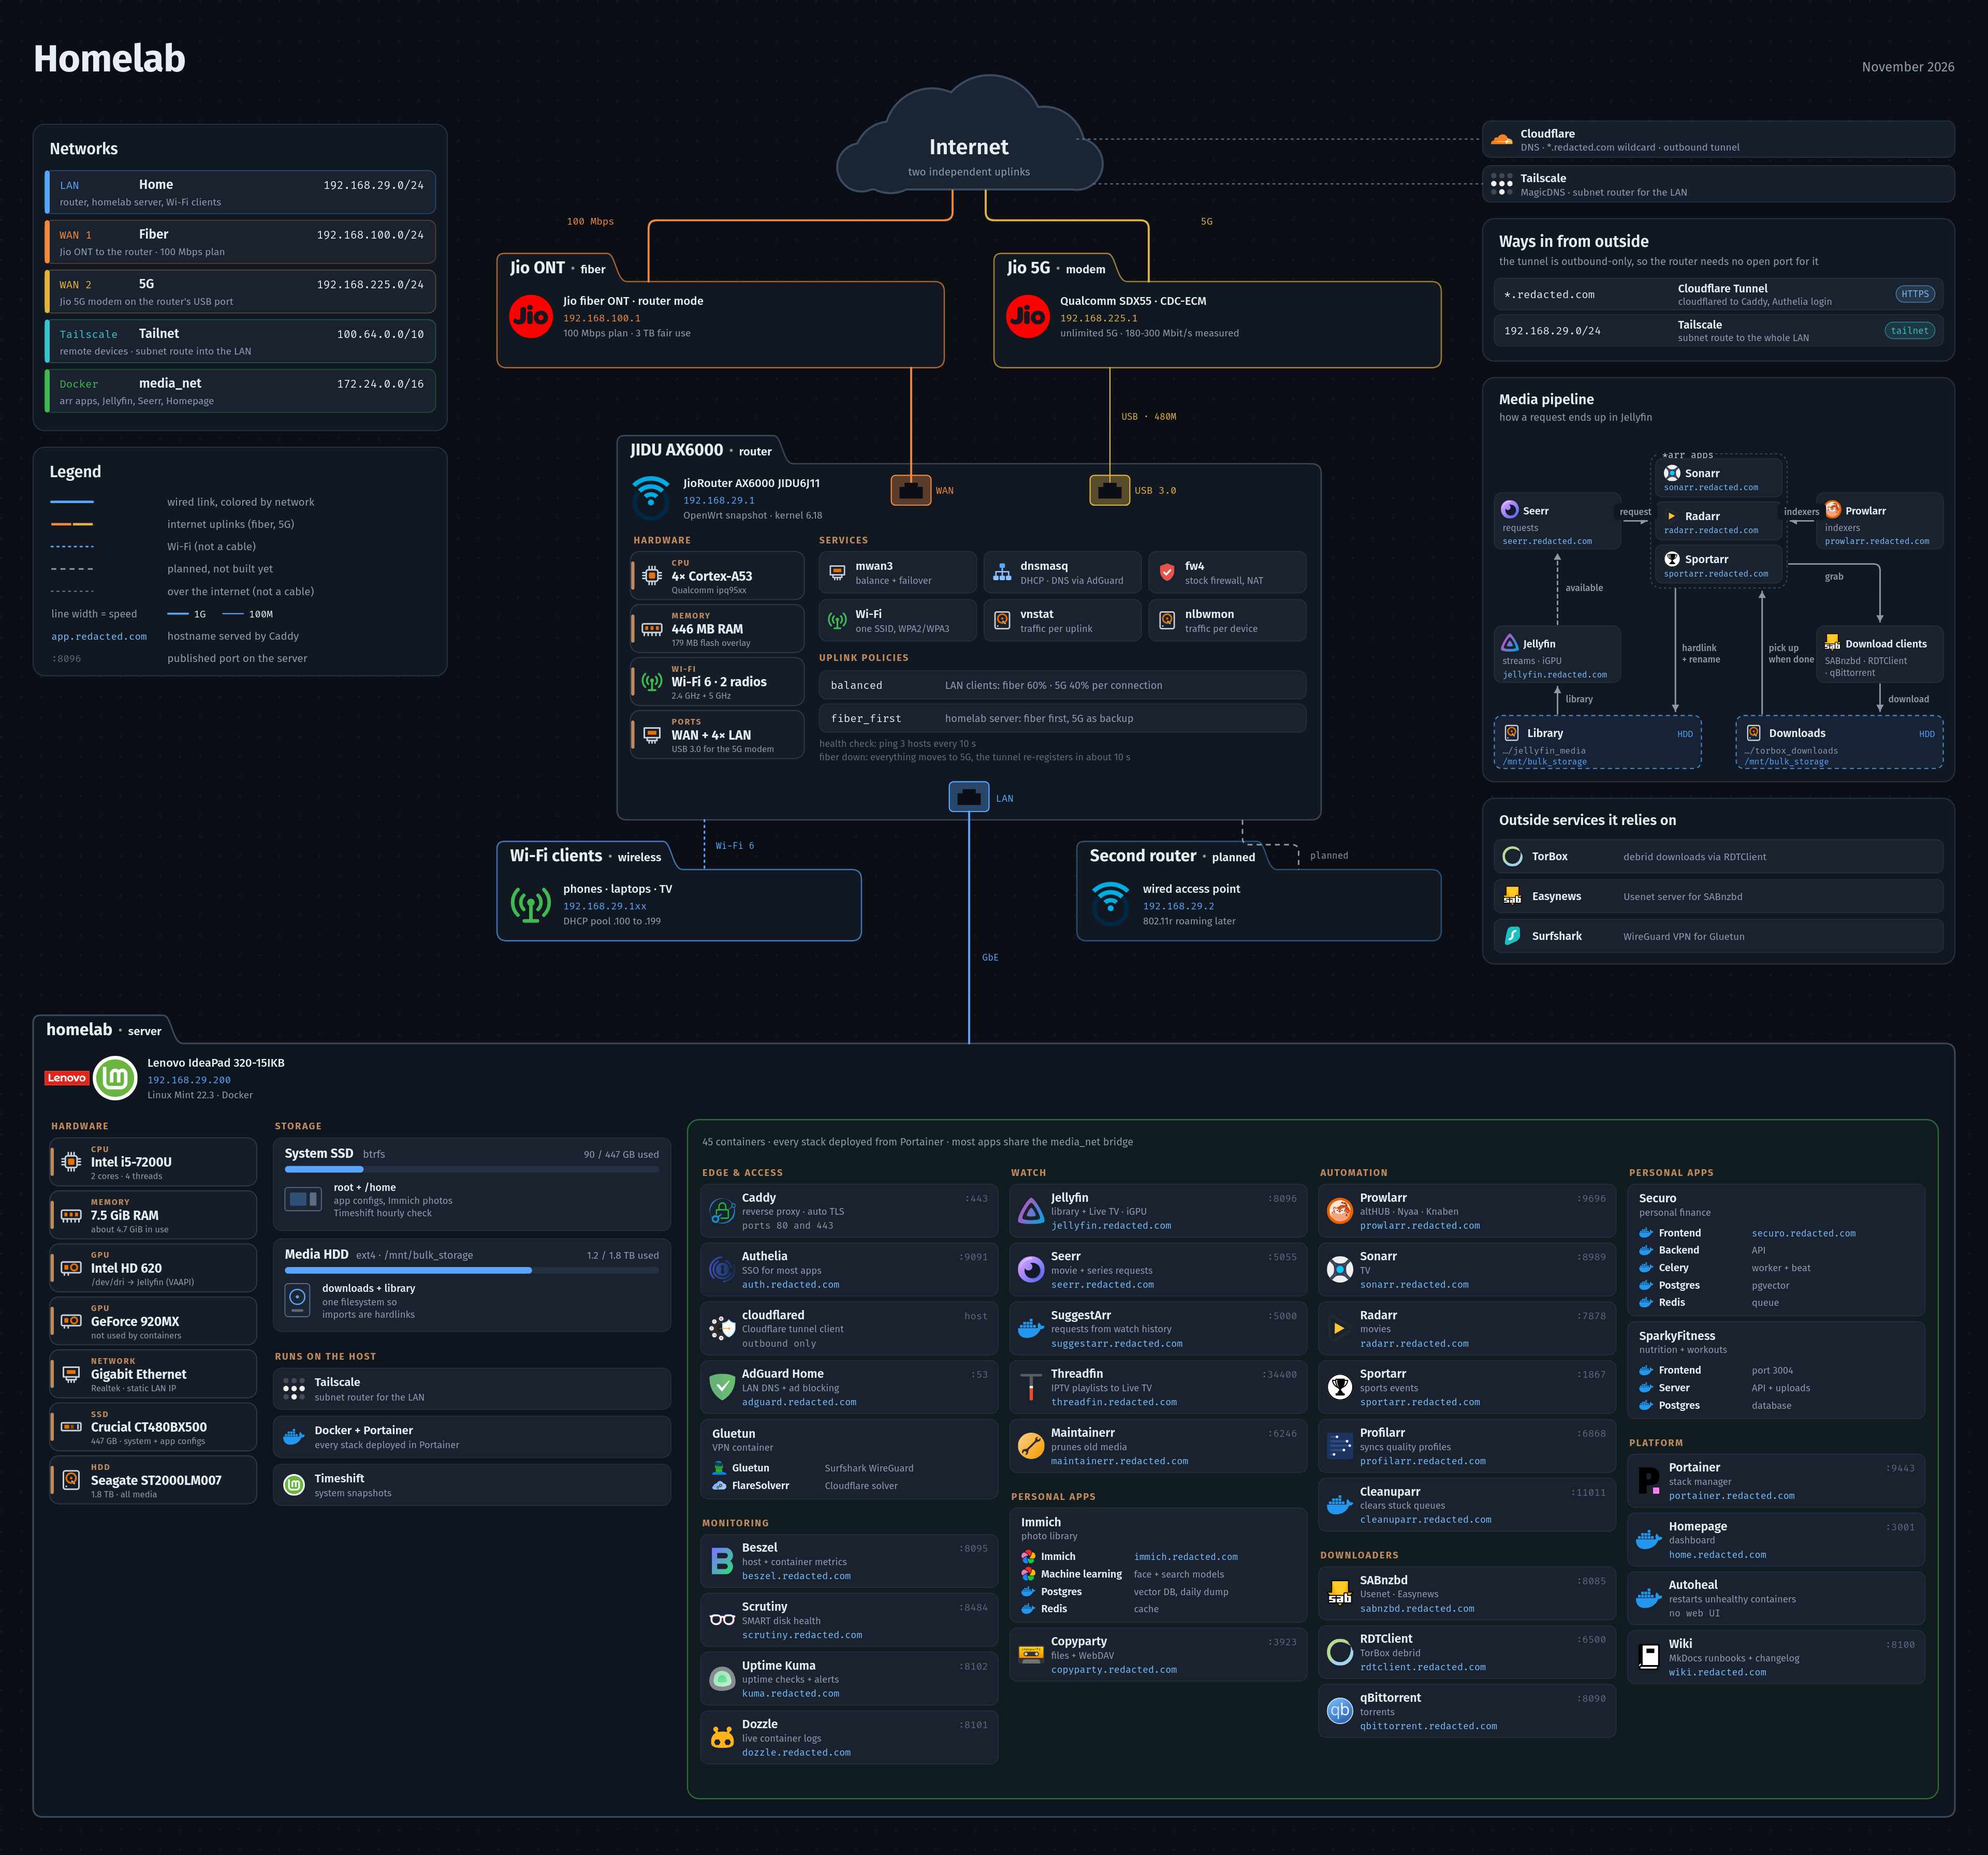 Homelab
November 2026
Networks
LAN Home 192.168.29.0/24
router, homelab server, Wi-Fi clients
WAN 1 Fiber 192.168.100.0/24
Jio ONT to the router · 100 Mbps plan
WAN 2 5G 192.168.225.0/24
Jio 5G modem on the router's USB port
Tailscale Tailnet 100.64.0.0/10
remote devices · subnet route into the LAN
Docker media_net 172.24.0.0/16
arr apps, Jellyfin, Seerr, Homepage
Legend
wired link, colored by network
internet uplinks (fiber, 5G)
Wi-Fi (not a cable)
planned, not built yet
over the internet (not a cable)
line width = speed 1G 100M
app.redacted.com hostname served by Caddy
:8096 published port on the server
Internet
two independent uplinks
100 Mbps
5G
Jio ONT · fiber
Jio
Jio fiber ONT · router mode
192.168.100.1
100 Mbps plan · 3 TB fair use
Jio 5G · modem
Jio
Qualcomm SDX55 · CDC-ECM
192.168.225.1
unlimited 5G · 180-300 Mbit/s measured
USB · 480M
JIDU AX6000 · router
JioRouter AX6000 JIDU6J11
192.168.29.1
OpenWrt snapshot · kernel 6.18
WAN
USB 3.0
HARDWARE
CPU
4× Cortex-A53
Qualcomm ipq95xx
MEMORY
446 MB RAM
179 MB flash overlay
WI-FI
Wi-Fi 6 · 2 radios
2.4 GHz + 5 GHz
PORTS
WAN + 4× LAN
USB 3.0 for the 5G modem
SERVICES
mwan3
balance + failover
dnsmasq
DHCP · DNS via AdGuard
fw4
stock firewall, NAT
Wi-Fi
one SSID, WPA2/WPA3
vnstat
traffic per uplink
nlbwmon
traffic per device
UPLINK POLICIES
balanced LAN clients: fiber 60% · 5G 40% per connection
fiber_first homelab server: fiber first, 5G as backup
health check: ping 3 hosts every 10 s
fiber down: everything moves to 5G, the tunnel re-registers in about 10 s
LAN
Wi-Fi 6
planned
Wi-Fi clients · wireless
phones · laptops · TV
192.168.29.1xx
DHCP pool .100 to .199
Second router · planned
wired access point
192.168.29.2
802.11r roaming later
GbE
Cloudflare
DNS · *.redacted.com wildcard · outbound tunnel
Tailscale
MagicDNS · subnet router for the LAN
Ways in from outside
the tunnel is outbound-only, so the router needs no open port for it
*.redacted.com
Cloudflare Tunnel
cloudflared to Caddy, Authelia login
HTTPS
192.168.29.0/24
Tailscale
subnet route to the whole LAN
tailnet
Media pipeline
how a request ends up in Jellyfin
*arr apps
Sonarr
sonarr.redacted.com
Radarr
radarr.redacted.com
Sportarr
sportarr.redacted.com
Seerr
requests
seerr.redacted.com
request
indexers
Prowlarr
indexers
prowlarr.redacted.com
grab
available
Jellyfin
streams · iGPU
jellyfin.redacted.com
hardlink
+ rename
pick up
when done
Download clients
SABnzbd · RDTClient
· qBittorrent
sab
library
download
Library HDD
…/jellyfin_media
/mnt/bulk_storage
Downloads HDD
…/torbox_downloads
/mnt/bulk_storage
Outside services it relies on
TorBox debrid downloads via RDTClient
sab
Easynews Usenet server for SABnzbd
Surfshark WireGuard VPN for Gluetun
homelab · server
Lenovo
Lenovo IdeaPad 320-15IKB
192.168.29.200
Linux Mint 22.3 · Docker
HARDWARE
CPU
Intel i5-7200U
2 cores · 4 threads
MEMORY
7.5 GiB RAM
about 4.7 GiB in use
GPU
Intel HD 620
/dev/dri → Jellyfin (VAAPI)
GPU
GeForce 920MX
not used by containers
NETWORK
Gigabit Ethernet
Realtek · static LAN IP
SSD
Crucial CT480BX500
447 GB · system + app configs
HDD
Seagate ST2000LM007
1.8 TB · all media
STORAGE
System SSD btrfs 90 / 447 GB used
root + /home
app configs, Immich photos
Timeshift hourly check
Media HDD ext4 · /mnt/bulk_storage 1.2 / 1.8 TB used
downloads + library
one filesystem so
imports are hardlinks
RUNS ON THE HOST
Tailscale
subnet router for the LAN
Docker + Portainer
every stack deployed in Portainer
Timeshift
system snapshots
45 containers · every stack deployed from Portainer · most apps share the media_net bridge
EDGE & ACCESS
Caddy :443
reverse proxy · auto TLS
ports 80 and 443
Authelia :9091
SSO for most apps
auth.redacted.com
cloudflared host
Cloudflare tunnel client
outbound only
AdGuard Home :53
LAN DNS + ad blocking
adguard.redacted.com
Gluetun
VPN container
Gluetun Surfshark WireGuard
FlareSolverr Cloudflare solver
MONITORING
Beszel :8095
host + container metrics
beszel.redacted.com
Scrutiny :8484
SMART disk health
scrutiny.redacted.com
Uptime Kuma :8102
uptime checks + alerts
kuma.redacted.com
Dozzle :8101
live container logs
dozzle.redacted.com
WATCH
Jellyfin :8096
library + Live TV · iGPU
jellyfin.redacted.com
Seerr :5055
movie + series requests
seerr.redacted.com
SuggestArr :5000
requests from watch history
suggestarr.redacted.com
Threadfin :34400
IPTV playlists to Live TV
threadfin.redacted.com
Maintainerr :6246
prunes old media
maintainerr.redacted.com
PERSONAL APPS
Immich
photo library
Immich immich.redacted.com
Machine learning face + search models
Postgres vector DB, daily dump
Redis cache
Copyparty :3923
files + WebDAV
copyparty.redacted.com
AUTOMATION
Prowlarr :9696
altHUB · Nyaa · Knaben
prowlarr.redacted.com
Sonarr :8989
TV
sonarr.redacted.com
Radarr :7878
movies
radarr.redacted.com
Sportarr :1867
sports events
sportarr.redacted.com
Profilarr :6868
syncs quality profiles
profilarr.redacted.com
Cleanuparr :11011
clears stuck queues
cleanuparr.redacted.com
DOWNLOADERS
sab
SABnzbd :8085
Usenet · Easynews
sabnzbd.redacted.com
RDTClient :6500
TorBox debrid
rdtclient.redacted.com
qb
qBittorrent :8090
torrents
qbittorrent.redacted.com
PERSONAL APPS
Securo
personal finance
Frontend securo.redacted.com
Backend API
Celery worker + beat
Postgres pgvector
Redis queue
SparkyFitness
nutrition + workouts
Frontend port 3004
Server API + uploads
Postgres database
PLATFORM
Portainer :9443
stack manager
portainer.redacted.com
Homepage :3001
dashboard
home.redacted.com
Autoheal
restarts unhealthy containers
no web UI
Wiki :8100
MkDocs runbooks + changelog
wiki.redacted.com